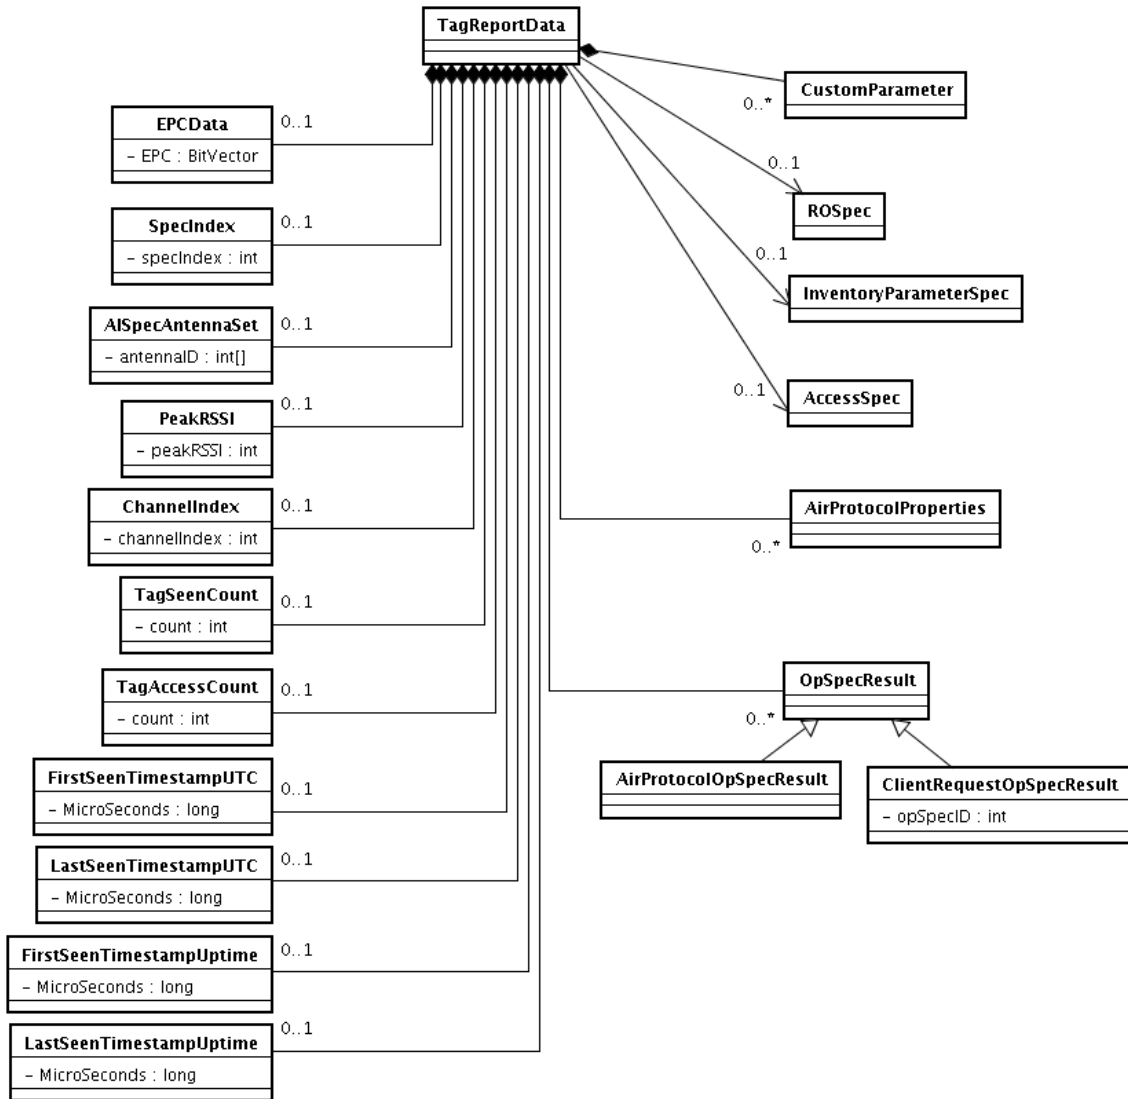 TagReportData
CustomParameter
0..*
EPCData
0..1
- EPC : BitVector
0..1
ROSpec
SpecIndex
0..1
- specIndex : int
0..1
InventoryParameterSpec
AISpecAntennaSet
0..1
- antennaID : int[]
0..1
AccessSpec
PeakRSSI
0..1
- peakRSSI : int
ChannelIndex
0..1
- channelIndex : int
AirProtocolProperties
0..*
TagSeenCount
0..1
- count : int
TagAccessCount
0..1
- count : int
OpSpecResult
0..*
FirstSeenTimestampUTC
0..1
- MicroSeconds : long
AirProtocolOpSpecResult
ClientRequestOpSpecResult
- opSpecID : int
LastSeenTimestampUTC
0..1
- MicroSeconds : long
FirstSeenTimestampUptime
0..1
- MicroSeconds : long
LastSeenTimestampUptime
0..1
- MicroSeconds : long